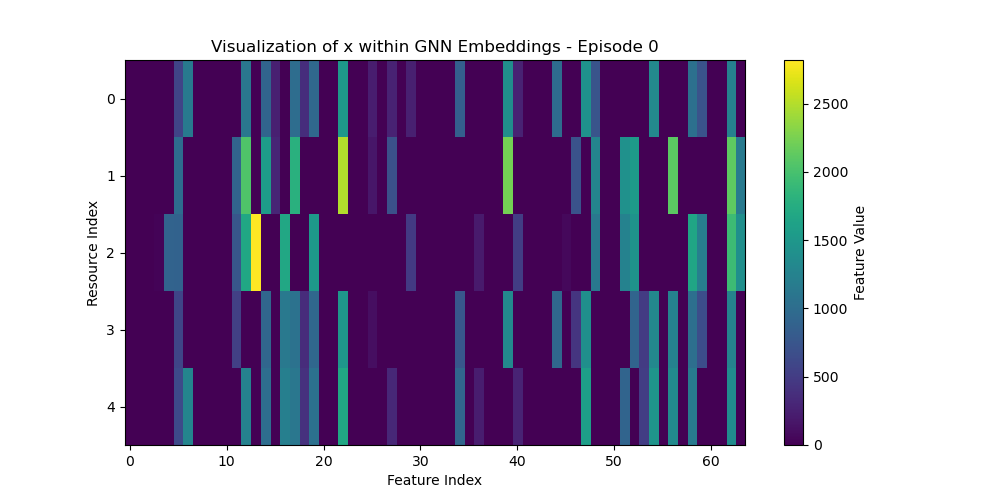 Visualization of x within GNN Embeddings - Episode 0
Resource Index
0
1
2
3
4
0 10 20 30 40 50 60
Feature Index
2500
2000
1500
1000
500
0
Feature Value